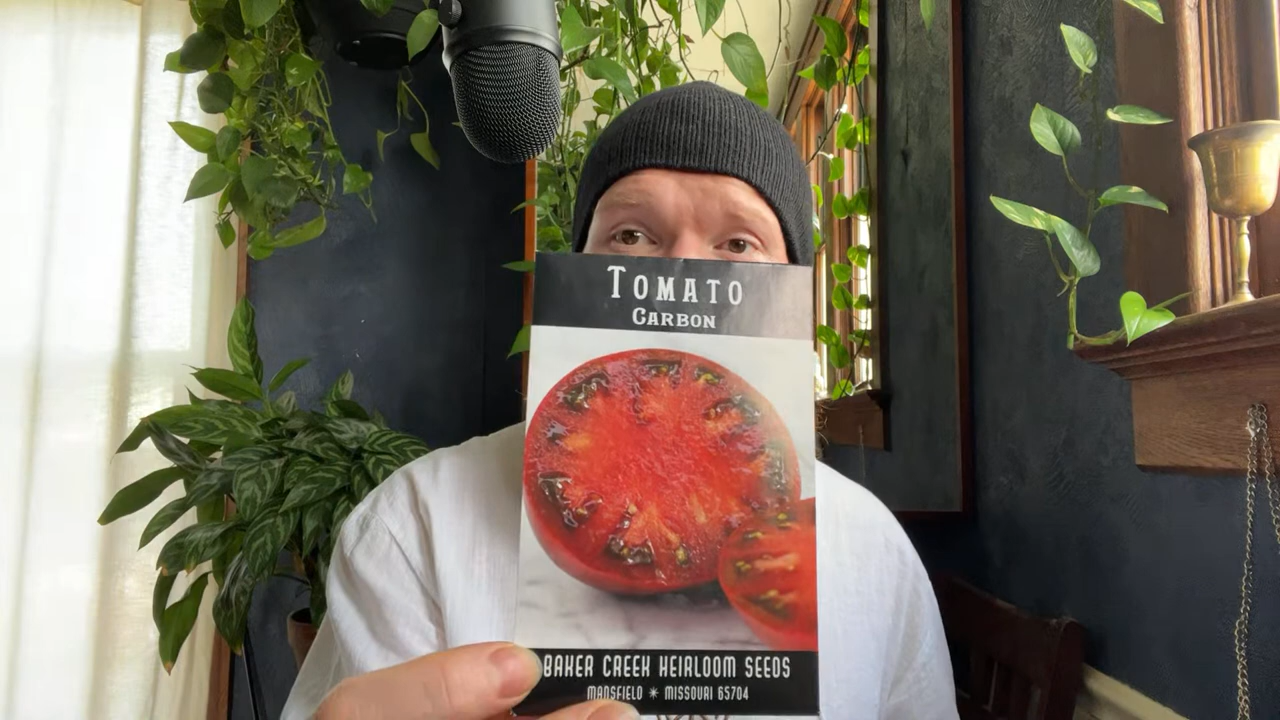 TOMATO
CARBON
BAKER CREEK HEIRLOOM SEEDS
MANSFIELD * MISSOURI 65704